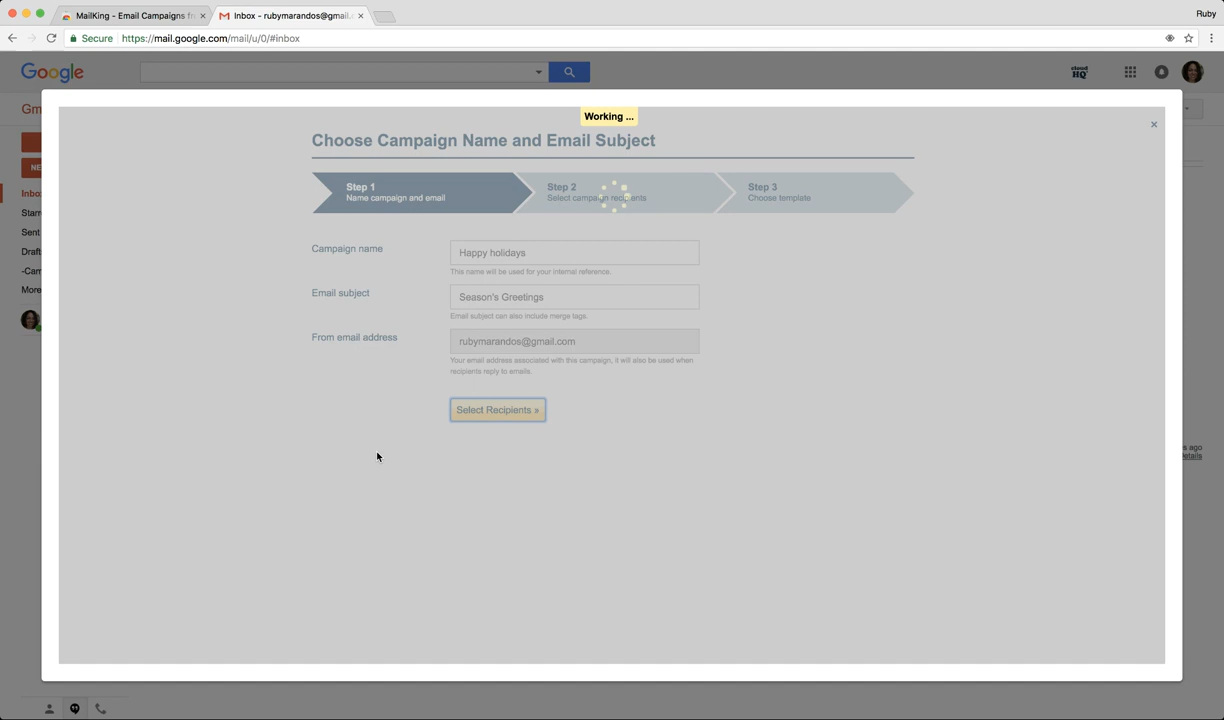 MailKing - Email Campaigns fr
Inbox - rubymarandos@gmail.
Ruby
Secure
https://mail.google.com/mail/u/0/#inbox
Google
cloud
HQ
Gm
Working ...
×
Choose Campaign Name and Email Subject
NE
Step 1
Name campaign and email
Step 2
Select campaign recipients
Step 3
Choose template
Inbo
Starr
Sent
Draft
-Cam
More
Campaign name
Happy holidays
This name will be used for your internal reference.
Email subject
Season's Greetings
Email subject can also include merge tags.
From email address
rubymarandos@gmail.com
Your email address associated with this campaign, it will also be used when
recipients reply to emails.
Select Recipients »
s ago
etails